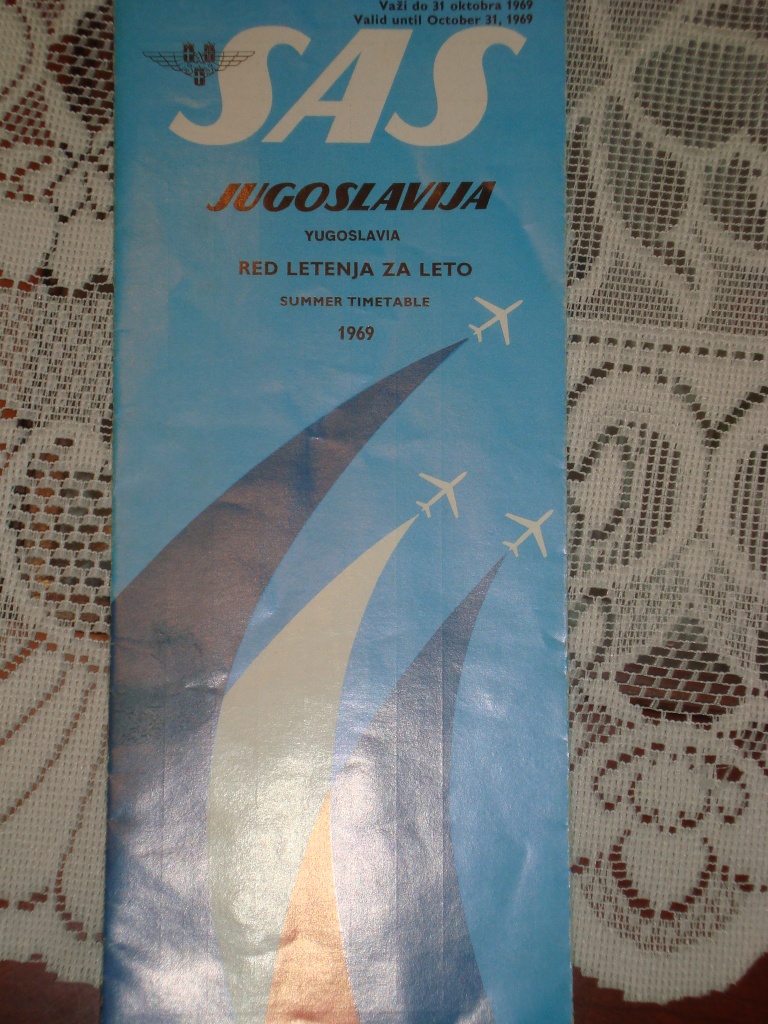 Važi do 31 oktobra 1969
Valid until October 31, 1969
SAS
JUGOSLAVIJA
YUGOSLAVIA
RED LETENJA ZA LETO
SUMMER TIMETABLE
1969